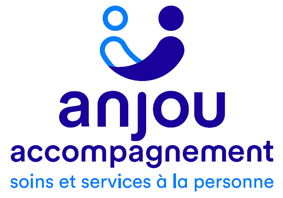 anjou
accompagnement
soins et services à la personne